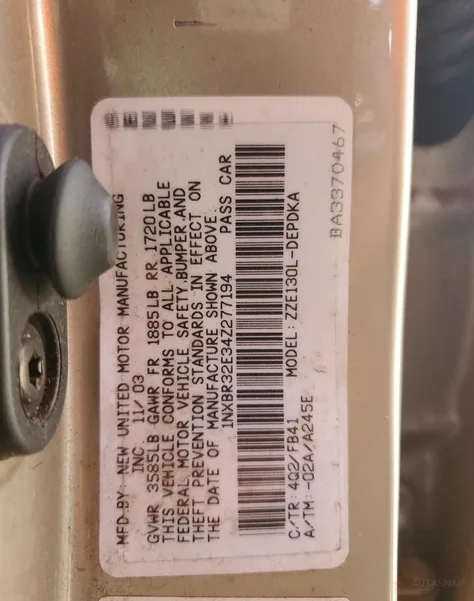 MFD.BY: NEW UNITED MOTOR MANUFACTURING
INC 11/03
GVWR 3585LB GAWR FR 1885LB RR 1720LB
THIS VEHICLE CONFORMS TO ALL APPLICABLE
FEDERAL MOTOR VEHICLE SAFETY,BUMPER,AND
THEFT PREVENTION STANDARDS IN EFFECT ON
THE DATE OF MANUFACTURE SHOWN ABOVE.
1NXBR32E34Z277194 PASS CAR
C/TR: 4Q2/FB41 MODEL: ZZE130L-DEPDKA
A/TM: -02A/A245E
BA3370467